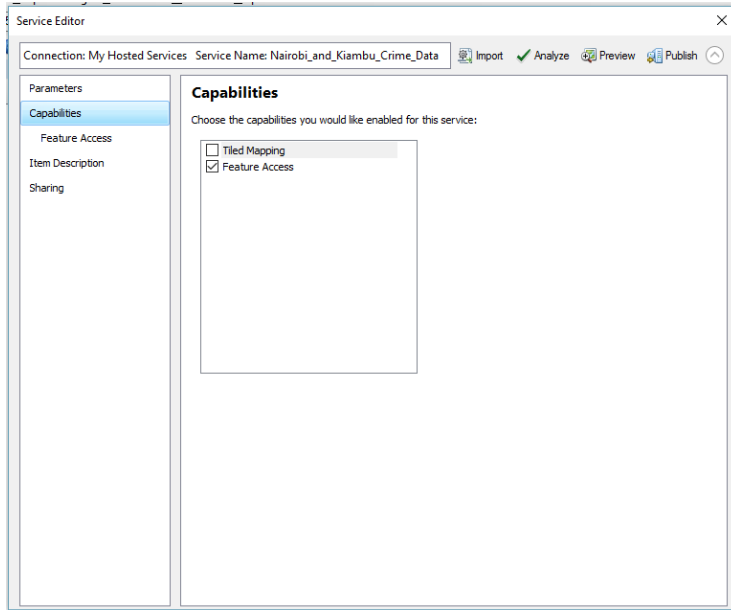 Service Editor
Connection: My Hosted Services Service Name: Nairobi_and_Kiambu_Crime_Data Import Analyze Preview Publish
Parameters
Capabilities
Feature Access
Item Description
Sharing
Capabilities
Choose the capabilities you would like enabled for this service:
Tiled Mapping
Feature Access